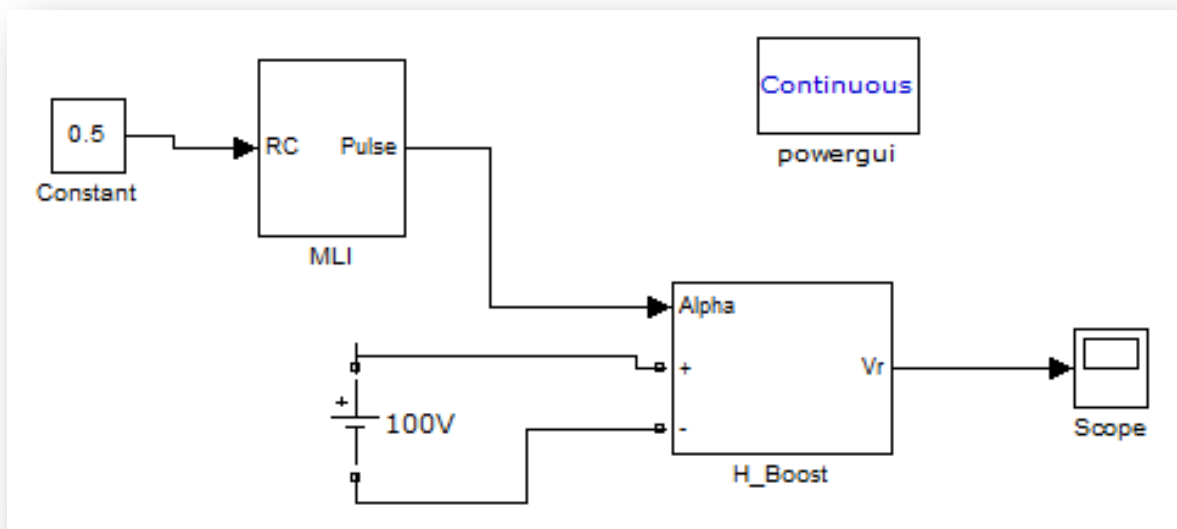 Continuous
powergui
0.5
Constant
RC
Pulse
MLI
Alpha
+
-
Vr
H_Boost
+
100V
Scope